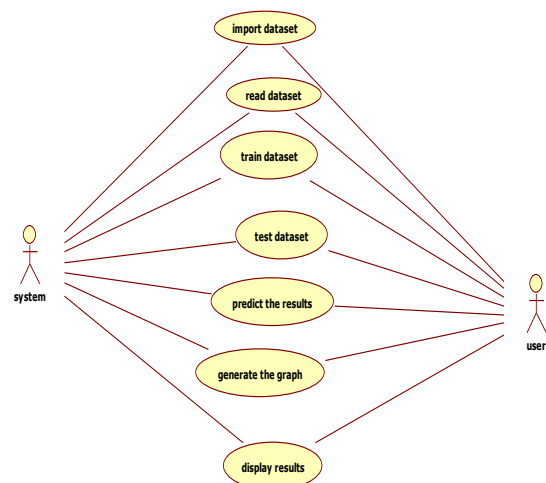 import dataset
read dataset
train dataset
test dataset
system
predict the results
user
generate the graph
display results